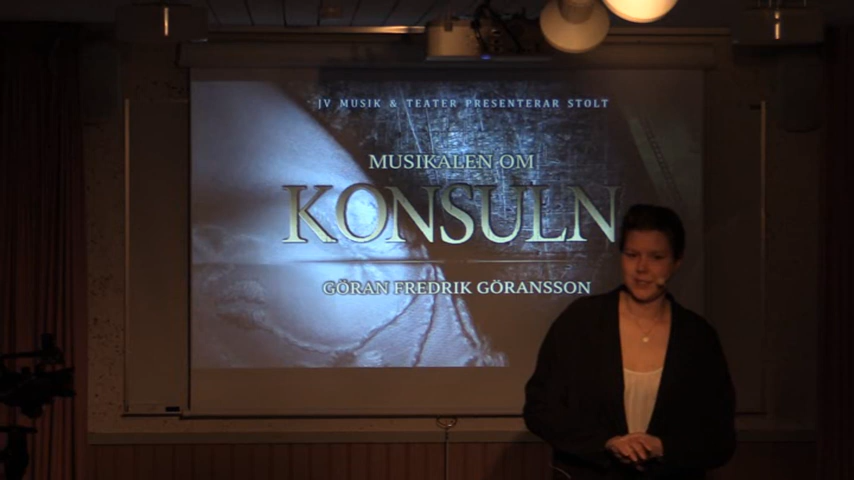 JV MUSIK & TEATER PRESENTERAR STOLT
MUSIKALEN OM
KONSULN
GÖRAN FREDRIK GÖRANSSON